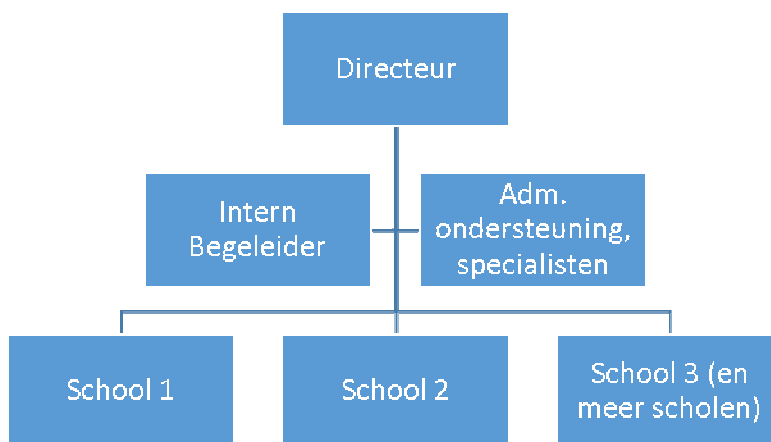 Directeur
Intern
Begeleider
Adm.
ondersteuning,
specialisten
School 1
School 2
School 3 (en
meer scholen)